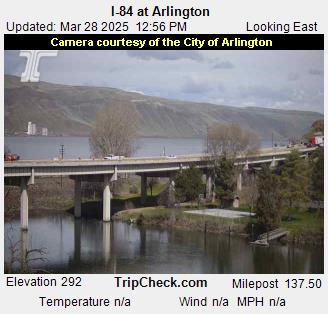 I-84 at Arlington
Updated: Mar 28 2025 12:56 PM Looking East
Camera courtesy of the City of Arlington
Elevation 292 TripCheck.com Milepost 137.50
Temperature n/a Wind n/a MPH n/a